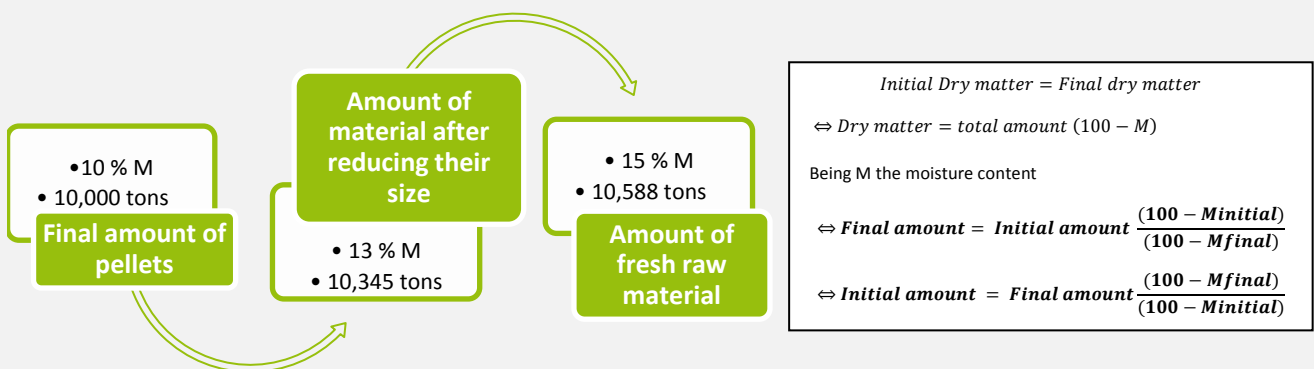 •10 % M
• 10,000 tons
Final amount of
pellets
Amount of
material after
reducing their
size
• 13 % M
• 10,345 tons
• 15 % M
• 10,588 tons
Amount of
fresh raw
material
Initial Dry matter = Final dry matter
⇔ Dry matter = total amount (100 − M)
Being M the moisture content
⇔ Final amount = Initial amount (100 − Minitial) / (100 − Mfinal)
⇔ Initial amount = Final amount (100 − Mfinal) / (100 − Minitial)